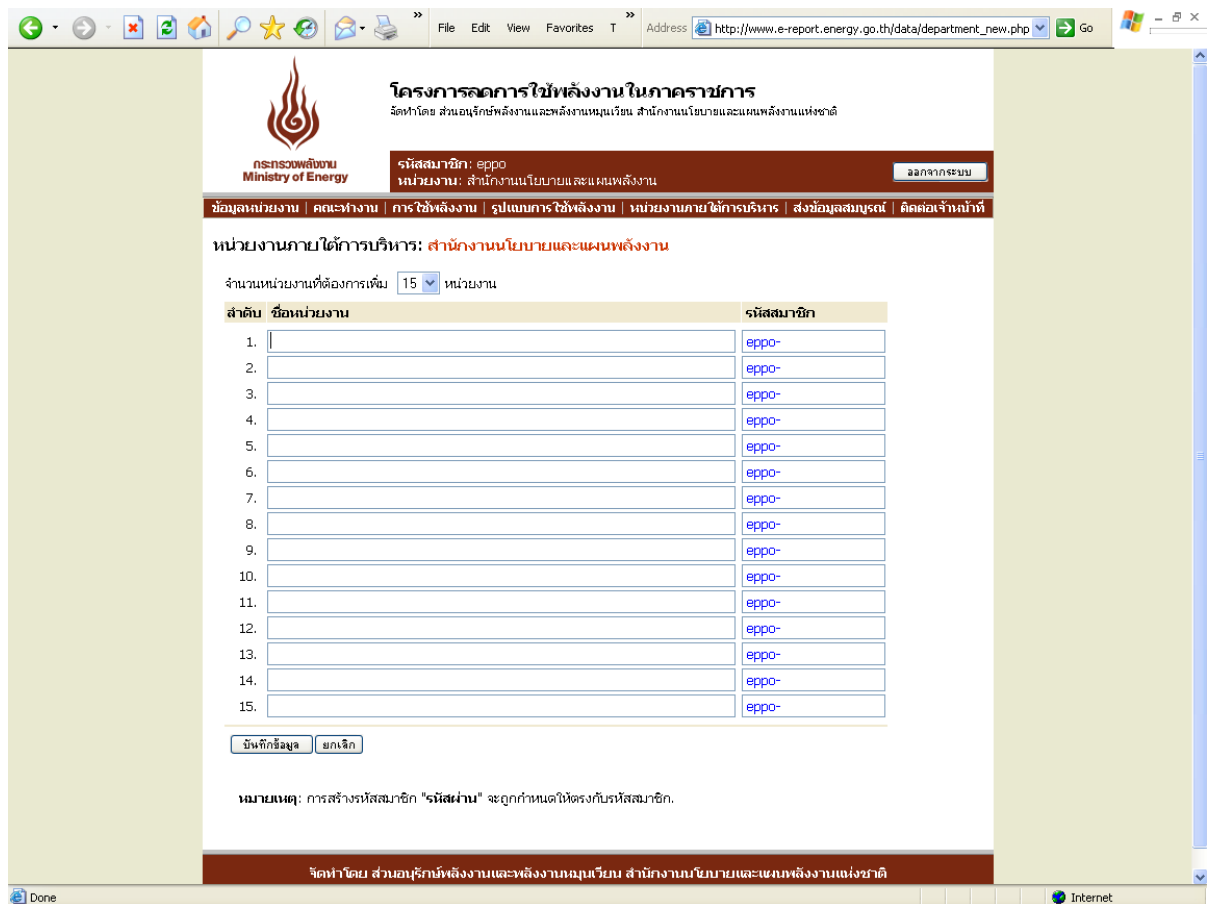 » File Edit View Favorites T » Address http://www.e-report.energy.go.th/data/department_new.php Go
โครงการลดการใช้พลังงานในภาคราชการ
จัดทำโดย ส่วนอนุรักษ์พลังงานและพลังงานหมุนเวียน สำนักงานนโยบายและแผนพลังงานแห่งชาติ
กระทรวงพลังงาน
Ministry of Energy
รหัสสมาชิก: eppo
หน่วยงาน: สำนักงานนโยบายและแผนพลังงาน
ออกจากระบบ
ข้อมูลหน่วยงาน | คณะทำงาน | การใช้พลังงาน | รูปแบบการใช้พลังงาน | หน่วยงานภายใต้การบริหาร | ส่งข้อมูลสมบูรณ์ | ติดต่อเจ้าหน้าที่
หน่วยงานภายใต้การบริหาร: สำนักงานนโยบายและแผนพลังงาน
จำนวนหน่วยงานที่ต้องการเพิ่ม 15 หน่วยงาน
ลำดับ ชื่อหน่วยงาน รหัสสมาชิก
1. eppo-
2. eppo-
3. eppo-
4. eppo-
5. eppo-
6. eppo-
7. eppo-
8. eppo-
9. eppo-
10. eppo-
11. eppo-
12. eppo-
13. eppo-
14. eppo-
15. eppo-
บันทึกข้อมูล ยกเลิก
หมายเหตุ: การสร้างรหัสสมาชิก "รหัสผ่าน" จะถูกกำหนดให้ตรงกับรหัสสมาชิก.
จัดทำโดย ส่วนอนุรักษ์พลังงานและพลังงานหมุนเวียน สำนักงานนโยบายและแผนพลังงานแห่งชาติ
Done Internet